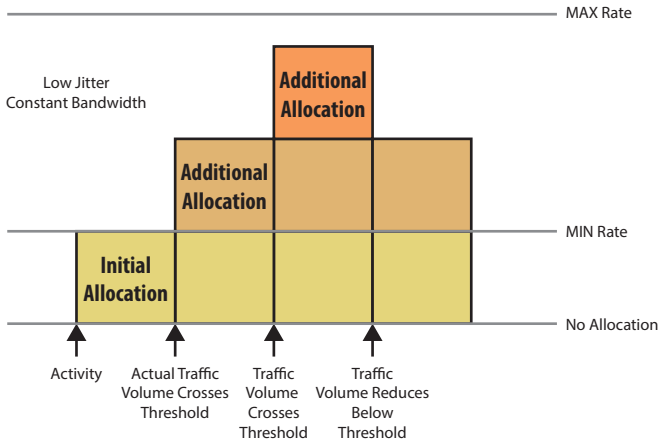 MAX Rate
Low Jitter
Constant Bandwidth
Additional
Allocation
Additional
Allocation
MIN Rate
Initial
Allocation
No Allocation
Activity
Actual Traffic
Volume Crosses
Threshold
Traffic
Volume
Crosses
Threshold
Traffic
Volume Reduces
Below
Threshold